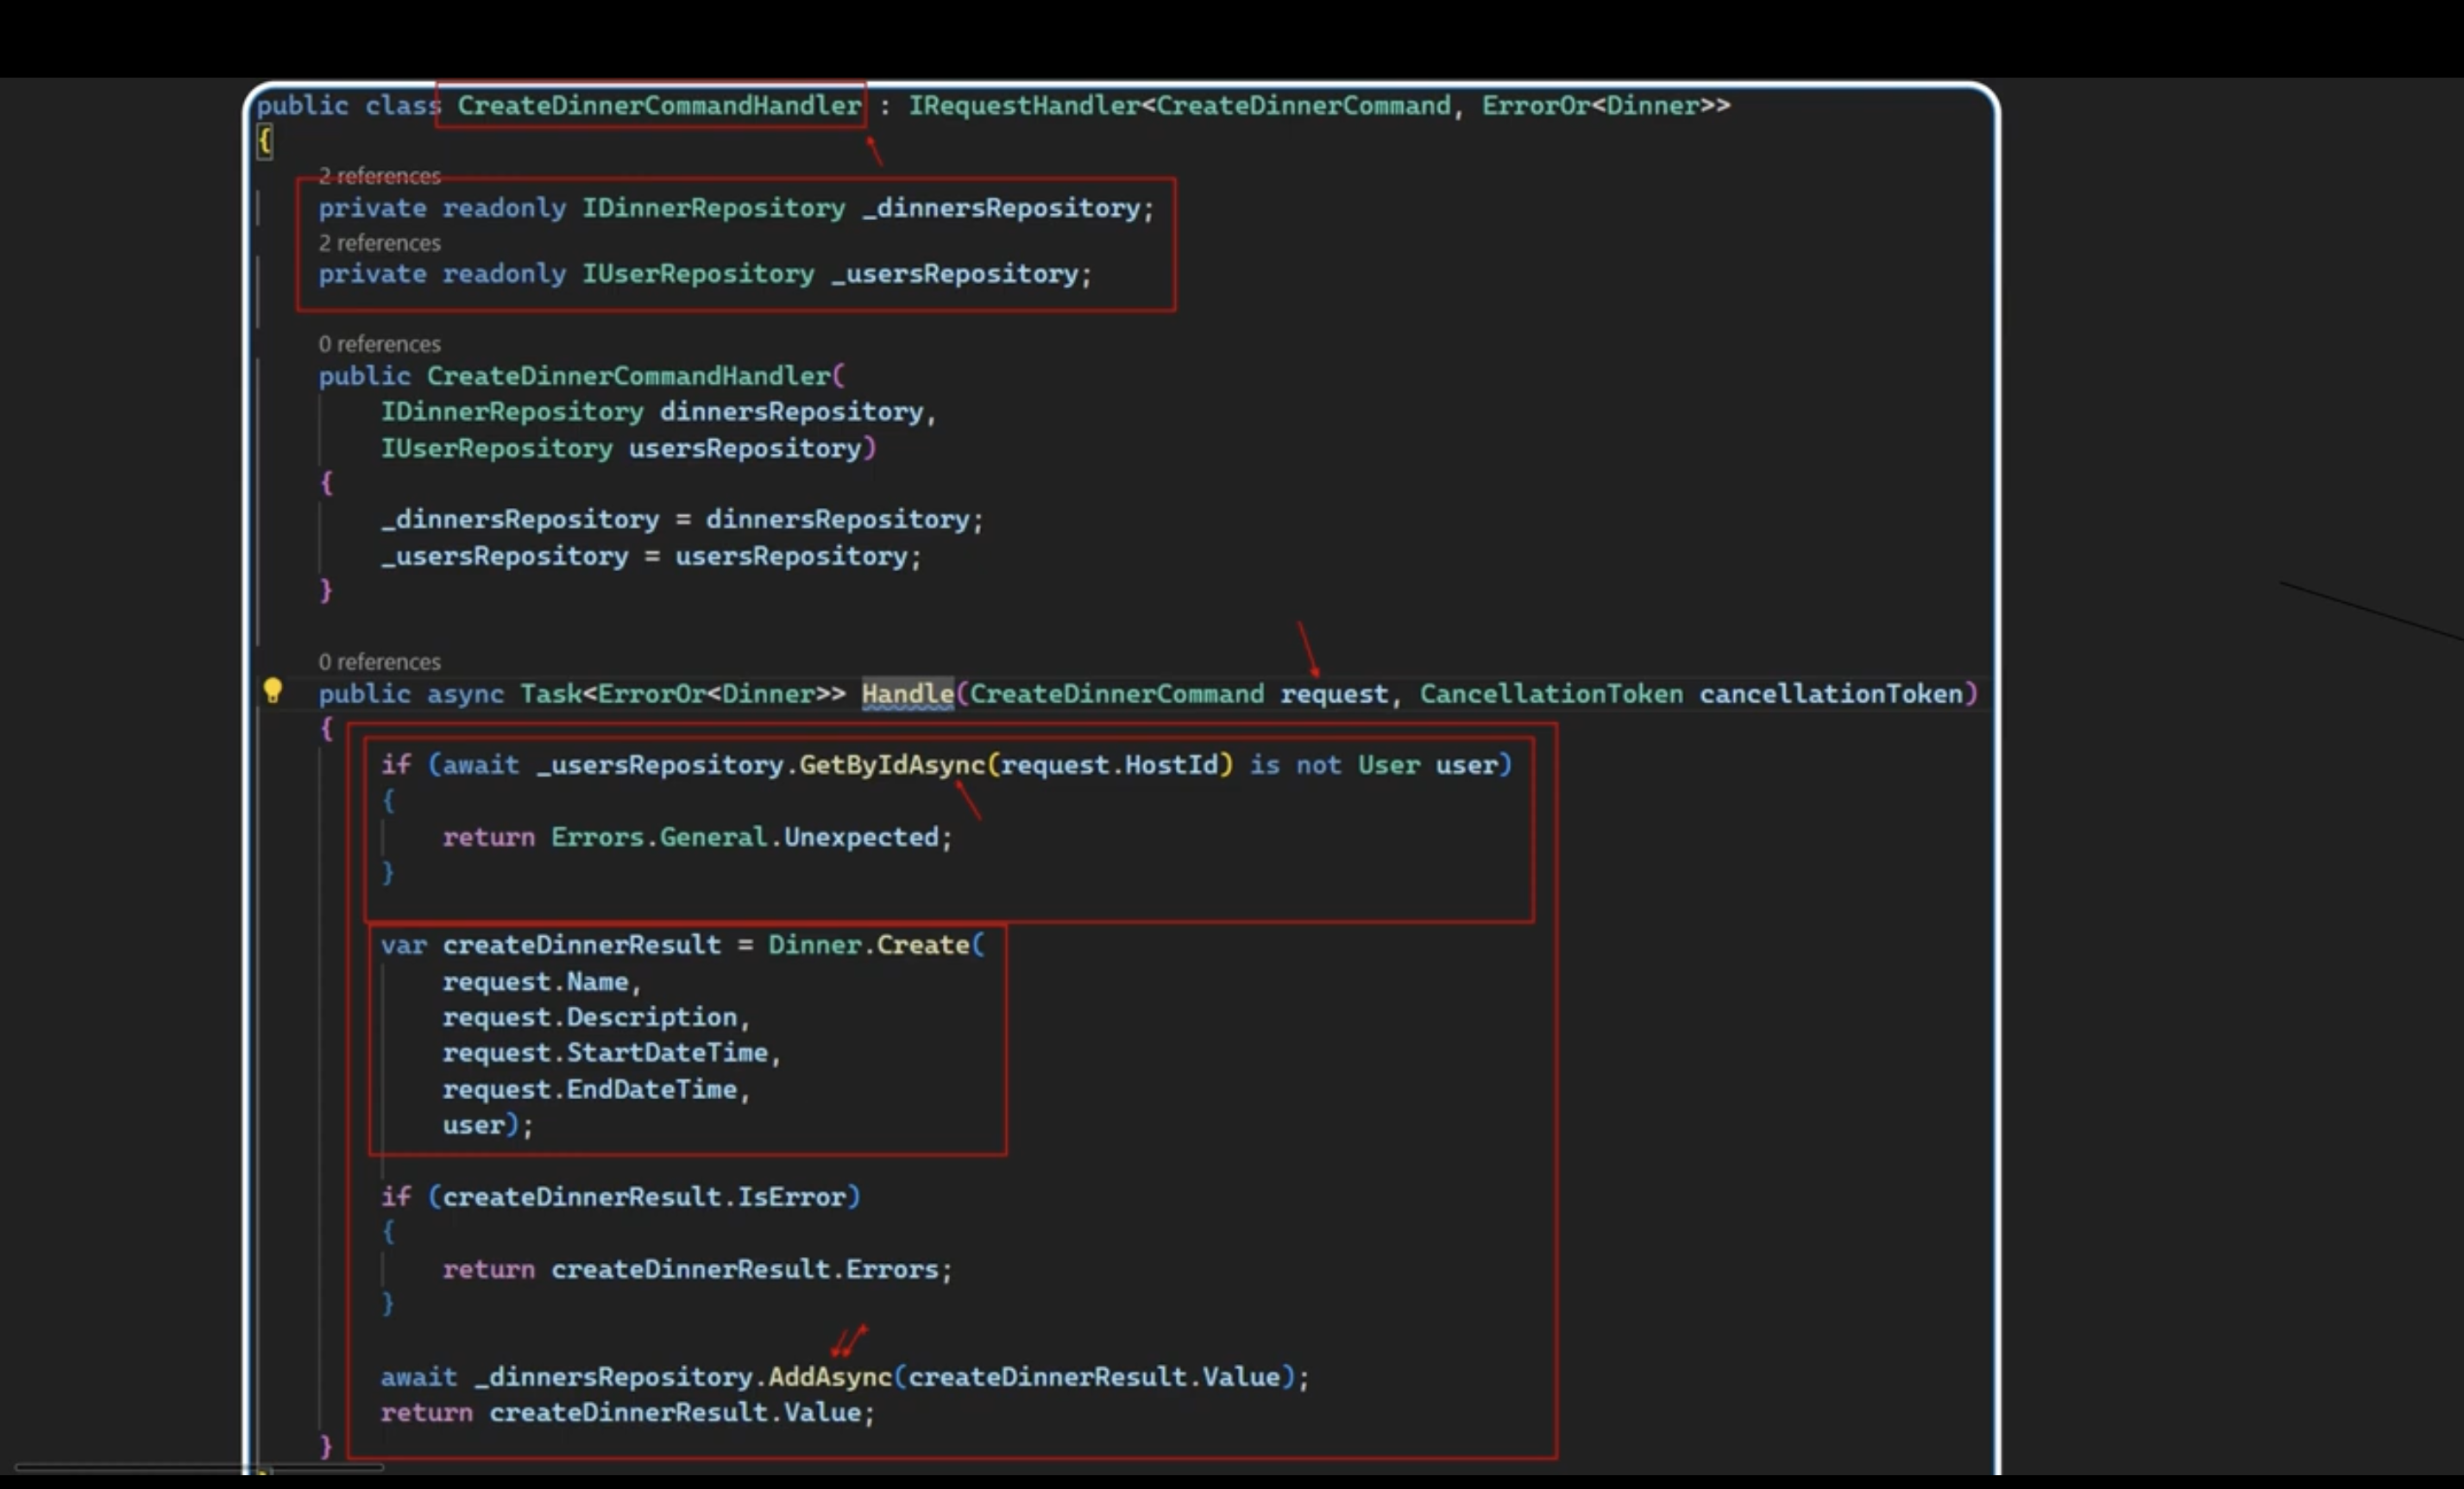 public class CreateDinnerCommandHandler : IRequestHandler<CreateDinnerCommand, ErrorOr<Dinner>>
{
2 references
private readonly IDinnerRepository _dinnersRepository;
2 references
private readonly IUserRepository _usersRepository;
0 references
public CreateDinnerCommandHandler(
IDinnerRepository dinnersRepository,
IUserRepository usersRepository)
{
_dinnersRepository = dinnersRepository;
_usersRepository = usersRepository;
}
0 references
public async Task<ErrorOr<Dinner>> Handle(CreateDinnerCommand request, CancellationToken cancellationToken)
{
if (await _usersRepository.GetByIdAsync(request.HostId) is not User user)
{
return Errors.General.Unexpected;
}
var createDinnerResult = Dinner.Create(
request.Name,
request.Description,
request.StartDateTime,
request.EndDateTime,
user);
if (createDinnerResult.IsError)
{
return createDinnerResult.Errors;
}
await _dinnersRepository.AddAsync(createDinnerResult.Value);
return createDinnerResult.Value;
}